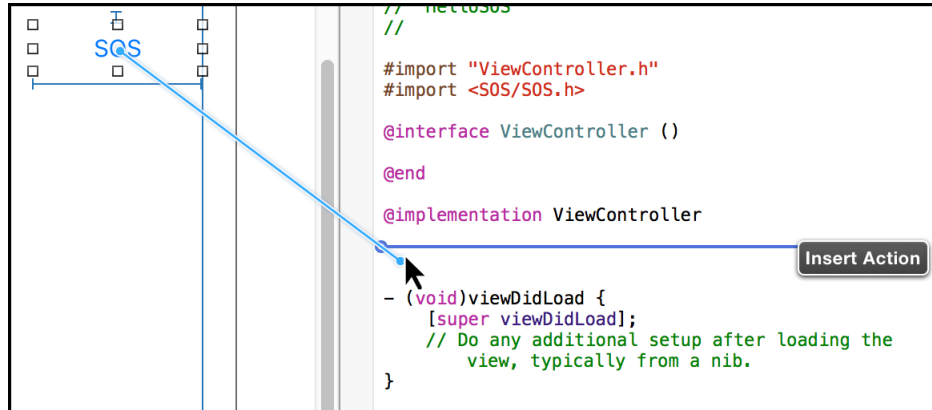 // HelloSOS
//
SOS
#import "ViewController.h"
#import <SOS/SOS.h>
@interface ViewController ()
@end
@implementation ViewController
Insert Action
- (void)viewDidLoad {
[super viewDidLoad];
// Do any additional setup after loading the
view, typically from a nib.
}